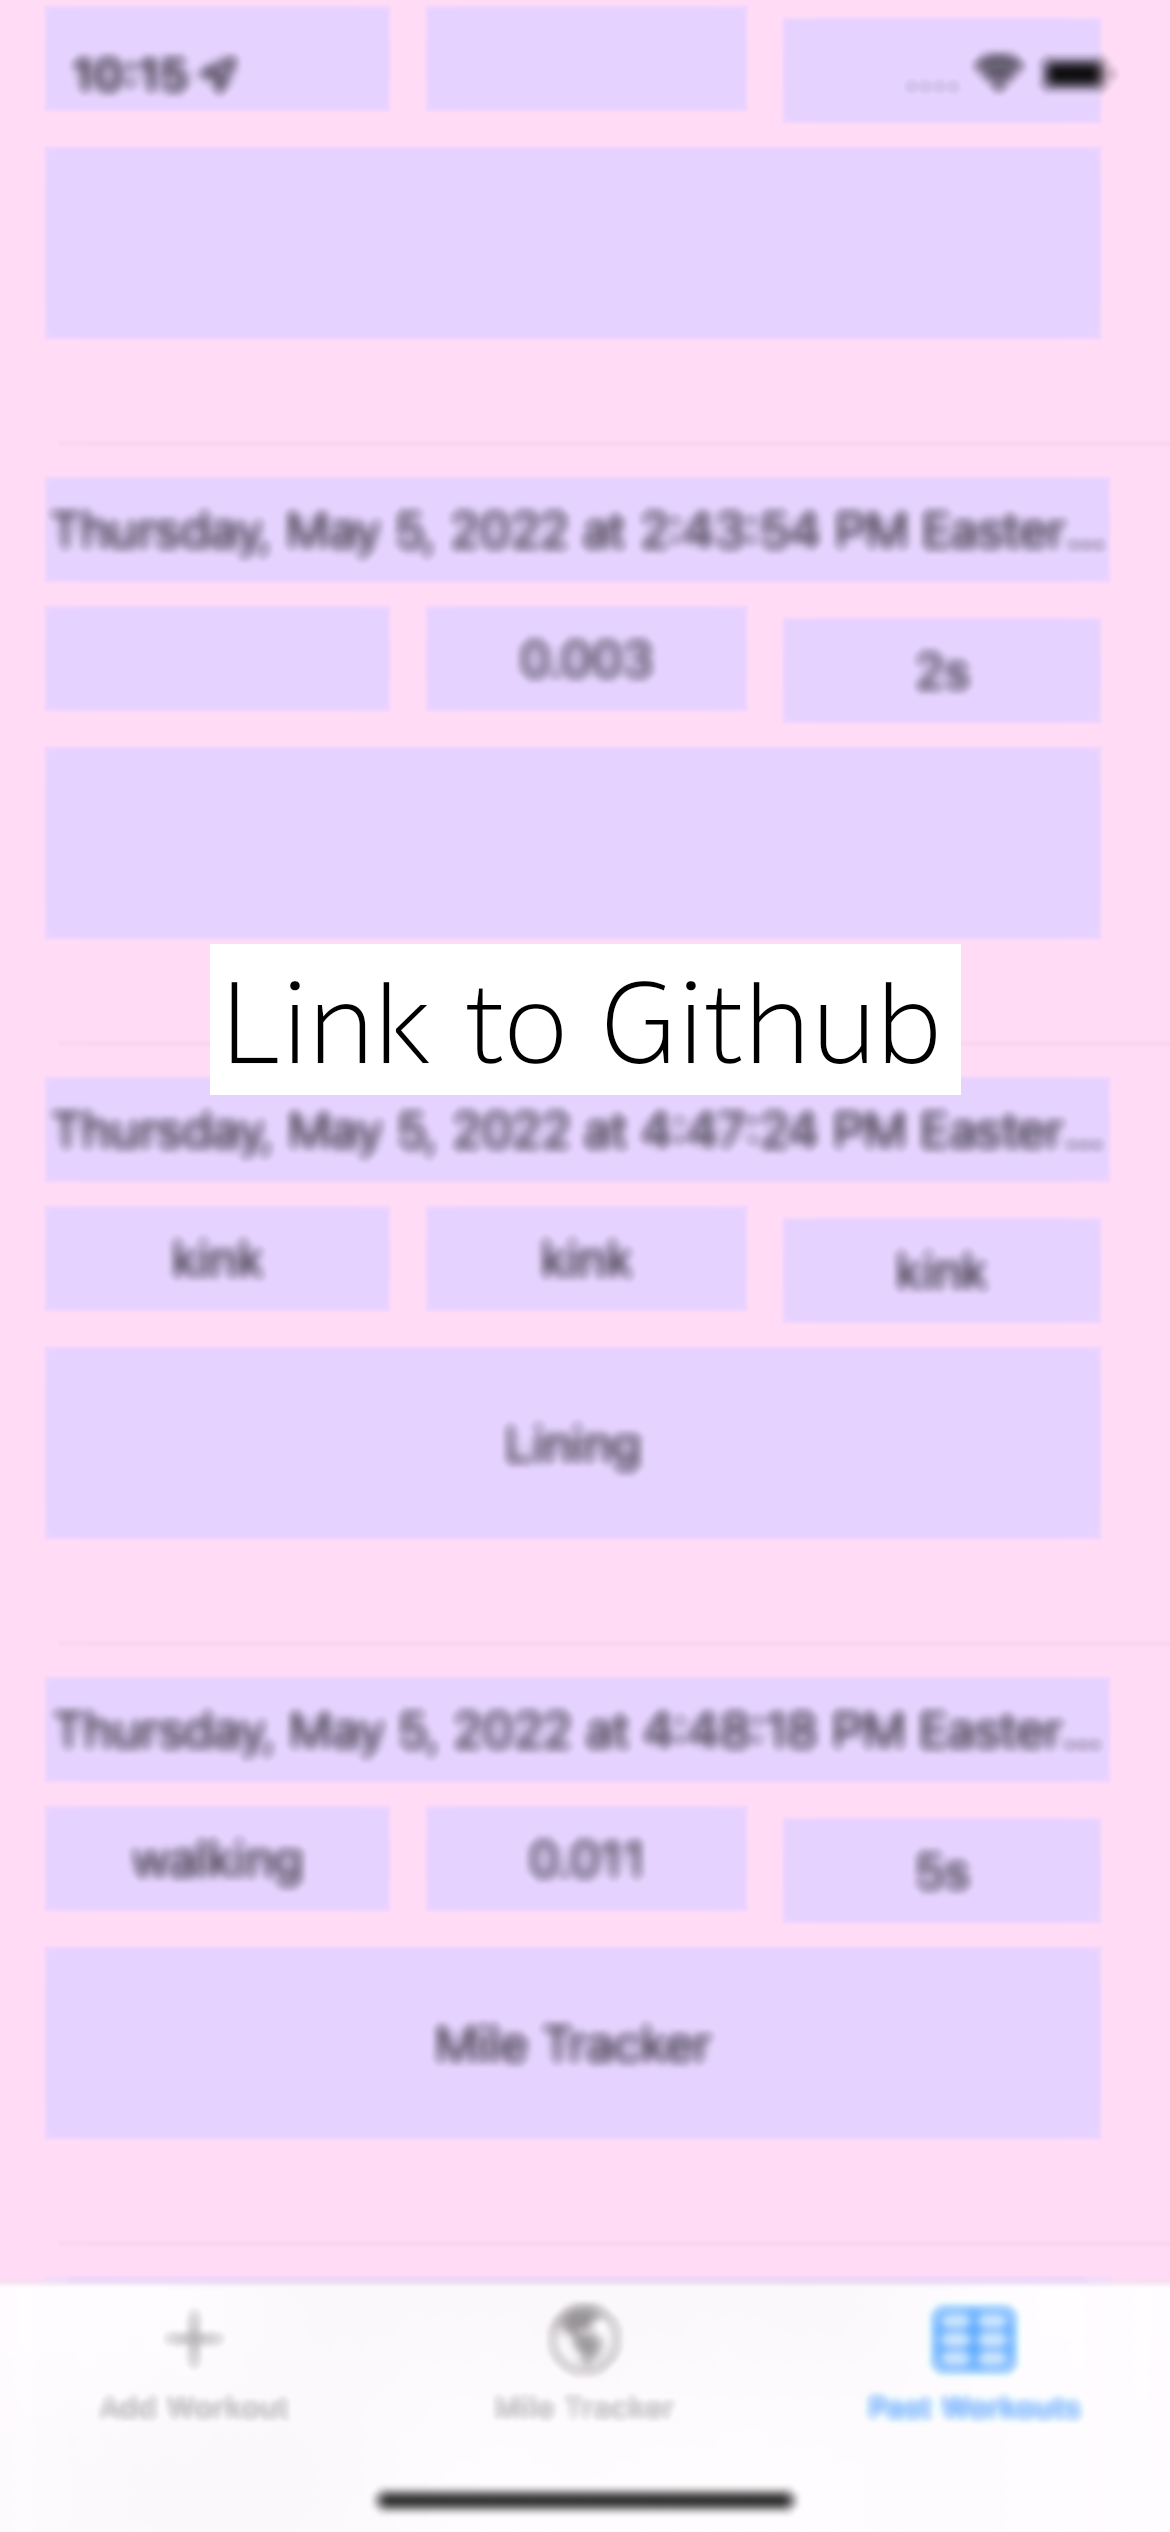 10:15
Thursday, May 5, 2022 at 2:43:54 PM Easter...
0.003
2s
Link to Github
Thursday, May 5, 2022 at 4:47:24 PM Easter...
kink
kink
kink
Lining
Thursday, May 5, 2022 at 4:48:18 PM Easter...
walking
0.011
5s
Mile Tracker
Add Workout
Mile Tracker
Past Workouts